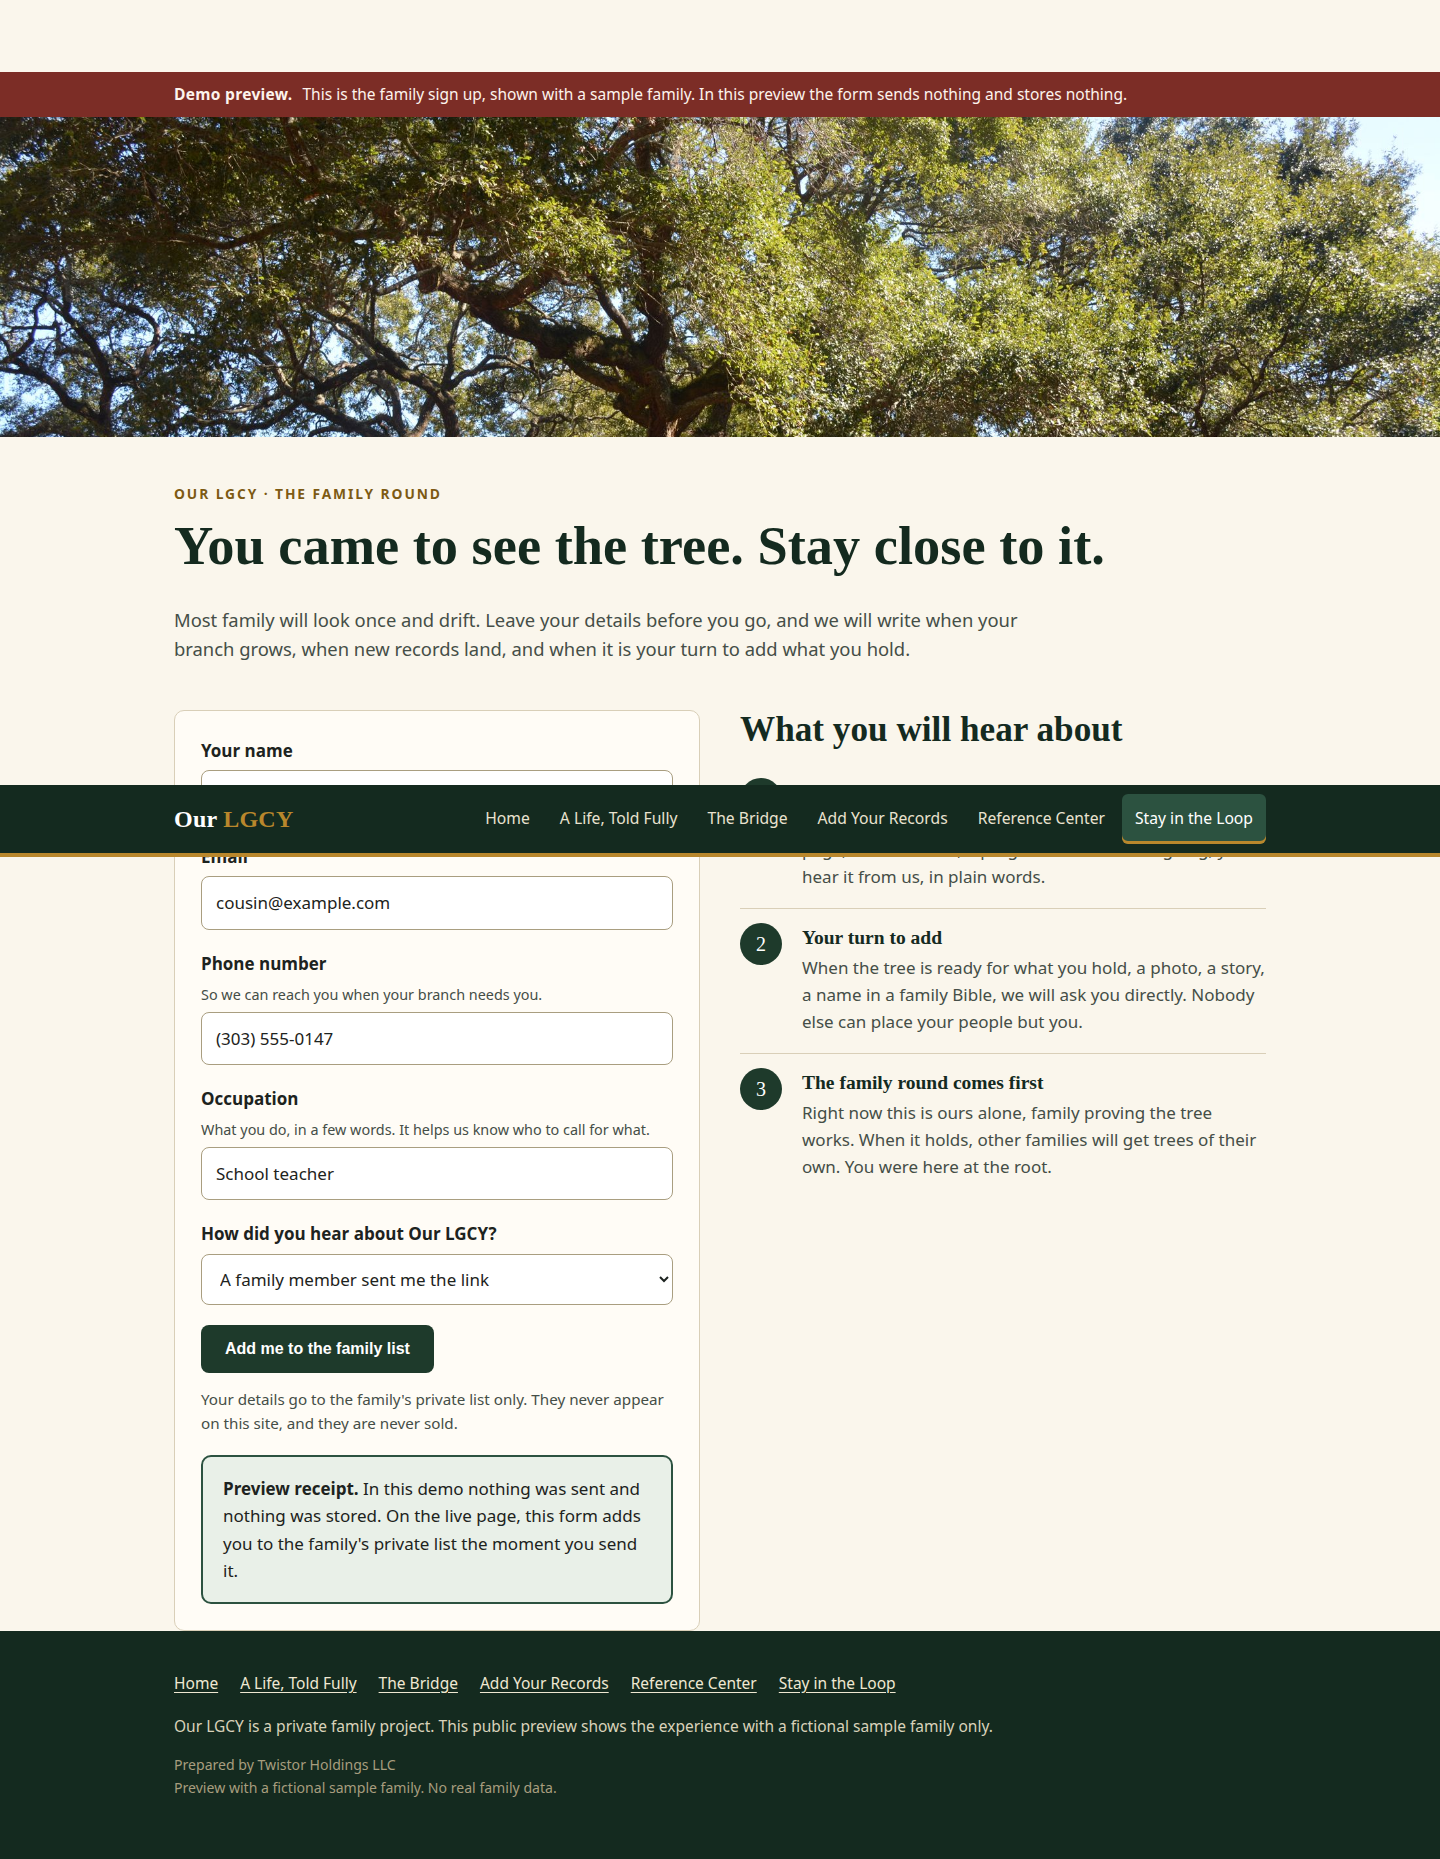 Demo preview. This is the family sign up, shown with a sample family. In this preview the form sends nothing and stores nothing.
OUR LGCY · THE FAMILY ROUND
You came to see the tree. Stay close to it.
Most family will look once and drift. Leave your details before you go, and we will write when your
branch grows, when new records land, and when it is your turn to add what you hold.
Your name
What you will hear about
Our LGCY
Home
A Life, Told Fully
The Bridge
Add Your Records
Reference Center
Stay in the Loop
Email
cousin@example.com
Phone number
So we can reach you when your branch needs you.
(303) 555-0147
Occupation
What you do, in a few words. It helps us know who to call for what.
School teacher
How did you hear about Our LGCY?
A family member sent me the link
Add me to the family list
Your details go to the family's private list only. They never appear
on this site, and they are never sold.
Preview receipt. In this demo nothing was sent and
nothing was stored. On the live page, this form adds
you to the family's private list the moment you send
it.
hear it from us, in plain words.
2
Your turn to add
When the tree is ready for what you hold, a photo, a story,
a name in a family Bible, we will ask you directly. Nobody
else can place your people but you.
3
The family round comes first
Right now this is ours alone, family proving the tree
works. When it holds, other families will get trees of their
own. You were here at the root.
Home A Life, Told Fully The Bridge Add Your Records Reference Center Stay in the Loop
Our LGCY is a private family project. This public preview shows the experience with a fictional sample family only.
Prepared by Twistor Holdings LLC
Preview with a fictional sample family. No real family data.